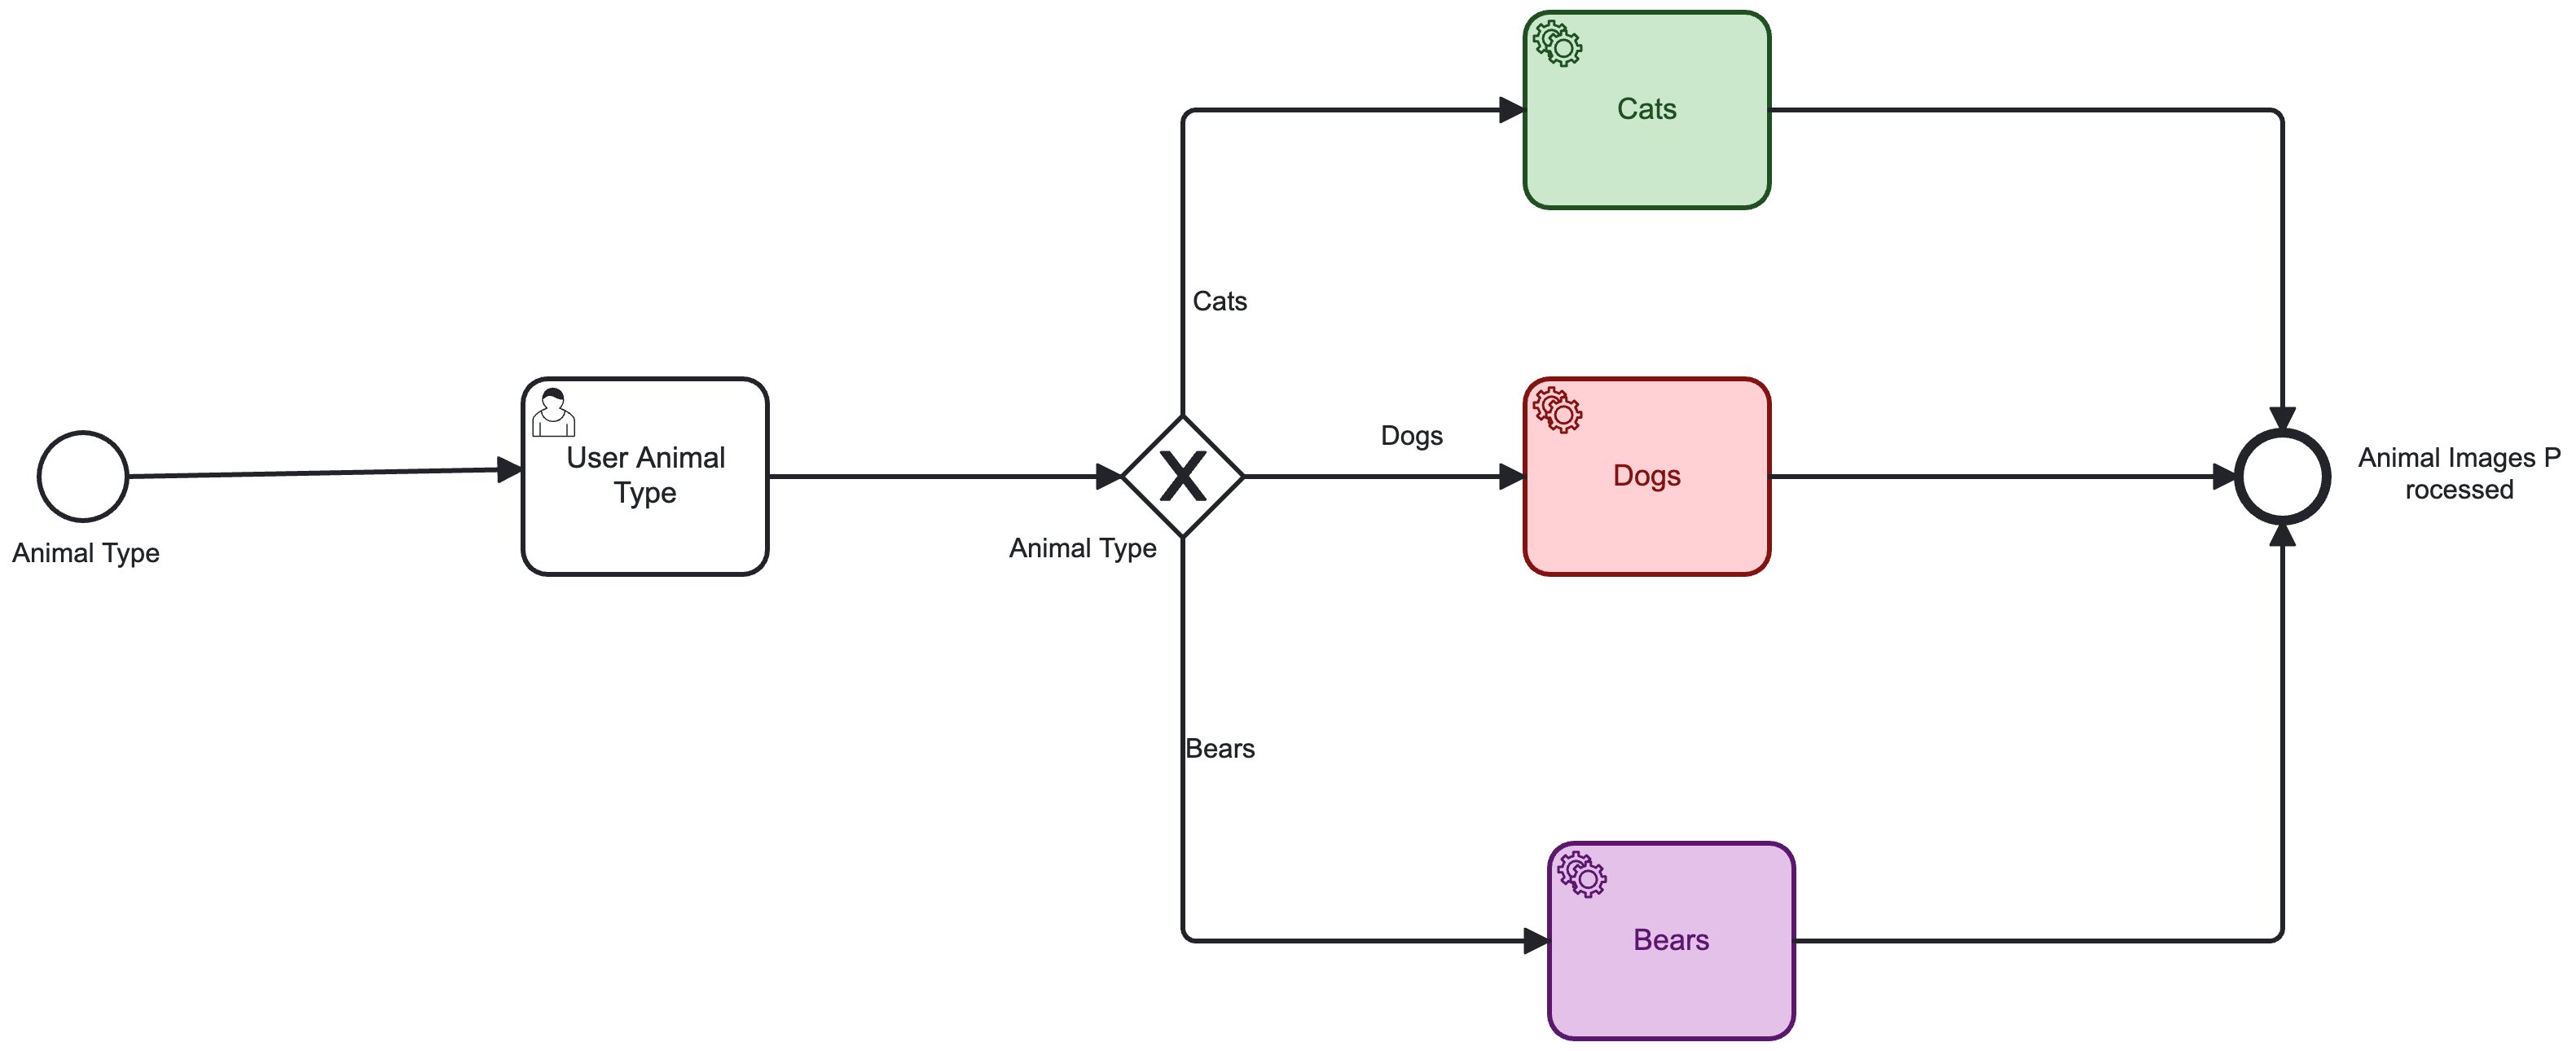 Animal Type
User Animal
Type
Animal Type
Cats
Dogs
Bears
Cats
Dogs
Bears
Animal Images P
rocessed